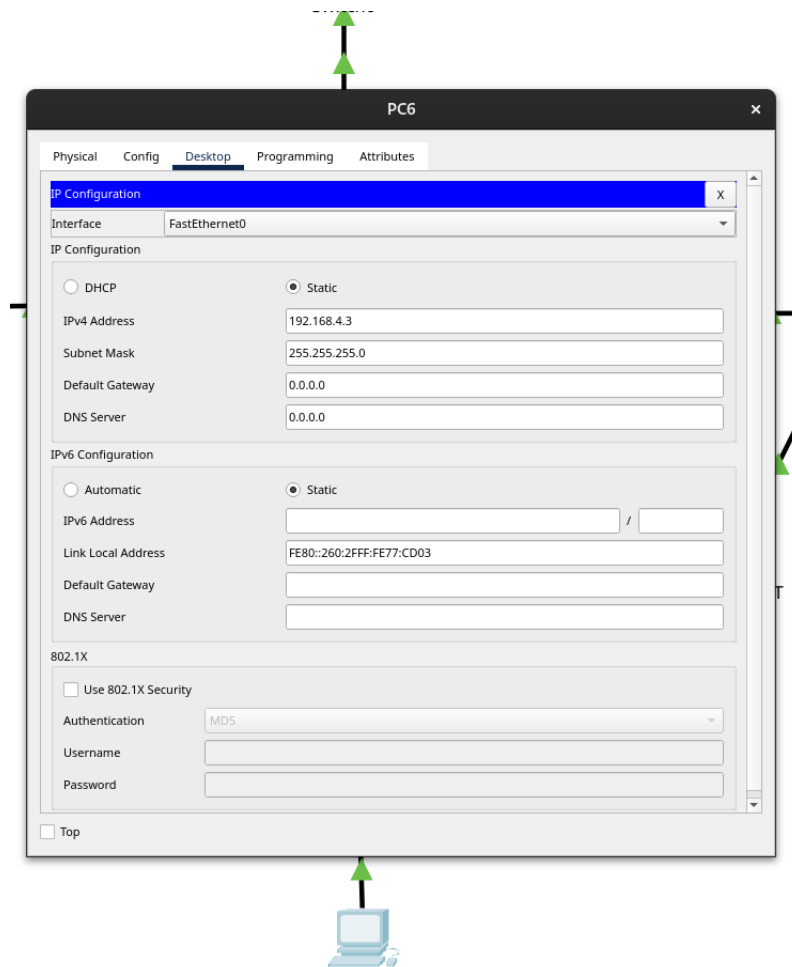 PC6 ×
Physical Config Desktop Programming Attributes
IP Configuration X
Interface FastEthernet0
IP Configuration
DHCP Static
IPv4 Address 192.168.4.3
Subnet Mask 255.255.255.0
Default Gateway 0.0.0.0
DNS Server 0.0.0.0
IPv6 Configuration
Automatic Static
IPv6 Address /
Link Local Address FE80::260:2FFF:FE77:CD03
Default Gateway
DNS Server
T
802.1X
Use 802.1X Security
Authentication MD5
Username
Password
Top